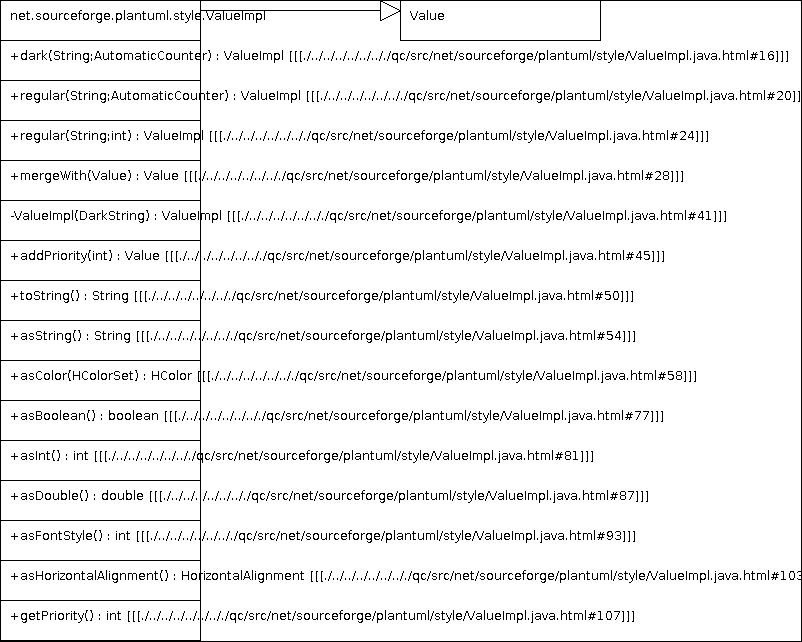 net.sourceforge.plantuml.style.ValueImpl
Value
+dark(String;AutomaticCounter) : ValueImpl [[[./../../../../../././qc/src/net/sourceforge/plantuml/style/ValueImpl.java.html#16]]]
+regular(String;AutomaticCounter) : ValueImpl [[[./../../../../../././qc/src/net/sourceforge/plantuml/style/ValueImpl.java.html#20]]]
+regular(String;int) : ValueImpl [[[./../../../../../././qc/src/net/sourceforge/plantuml/style/ValueImpl.java.html#24]]]
+mergeWith(Value) : Value [[[./../../../../../././qc/src/net/sourceforge/plantuml/style/ValueImpl.java.html#28]]]
-ValueImpl(DarkString) : ValueImpl [[[./../../../../../././qc/src/net/sourceforge/plantuml/style/ValueImpl.java.html#41]]]
+addPriority(int) : Value [[[./../../../../../././qc/src/net/sourceforge/plantuml/style/ValueImpl.java.html#45]]]
+toString() : String [[[./../../../../../././qc/src/net/sourceforge/plantuml/style/ValueImpl.java.html#50]]]
+asString() : String [[[./../../../../../././qc/src/net/sourceforge/plantuml/style/ValueImpl.java.html#54]]]
+asColor(HColorSet) : HColor [[[./../../../../../././qc/src/net/sourceforge/plantuml/style/ValueImpl.java.html#58]]]
+asBoolean() : boolean [[[./../../../../../././qc/src/net/sourceforge/plantuml/style/ValueImpl.java.html#77]]]
+asInt() : int [[[./../../../../../././qc/src/net/sourceforge/plantuml/style/ValueImpl.java.html#81]]]
+asDouble() : double [[[./../../../../../././qc/src/net/sourceforge/plantuml/style/ValueImpl.java.html#87]]]
+asFontStyle() : int [[[./../../../../../././qc/src/net/sourceforge/plantuml/style/ValueImpl.java.html#93]]]
+asHorizontalAlignment() : HorizontalAlignment [[[./../../../../../././qc/src/net/sourceforge/plantuml/style/ValueImpl.java.html#103
+getPriority() : int [[[./../../../../../././qc/src/net/sourceforge/plantuml/style/ValueImpl.java.html#107]]]